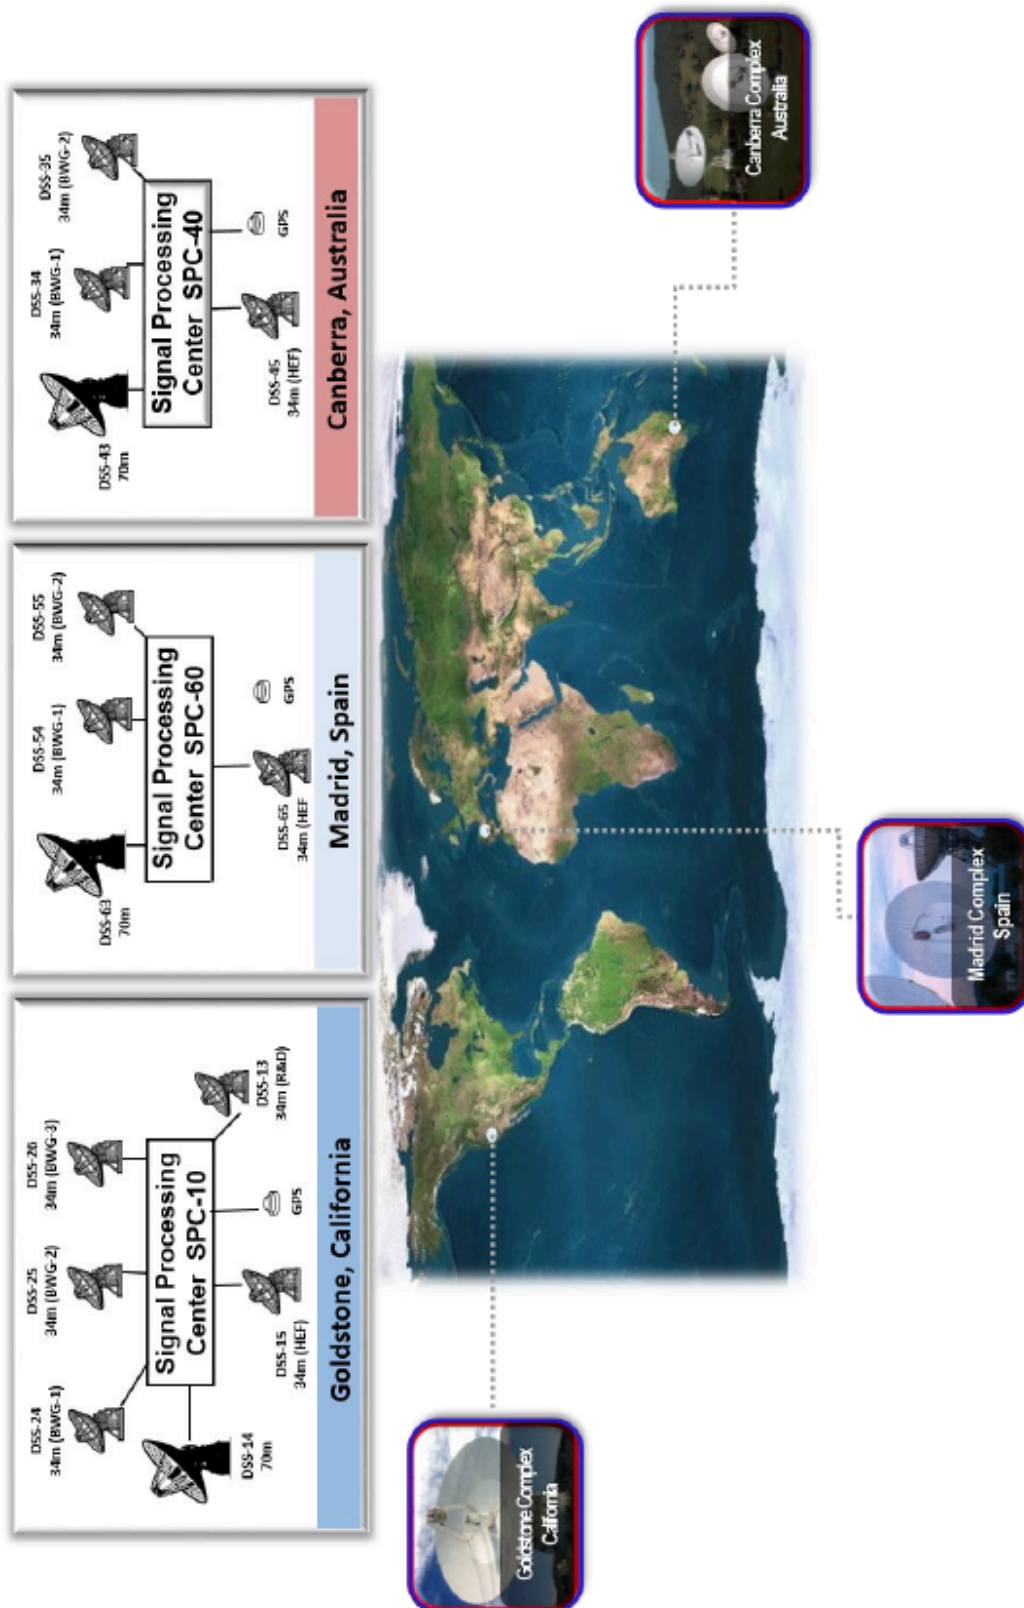 DSS-24
34m (BWG-1)
DSS-25
34m (BWG-2)
DSS-26
34m (BWG-3)
DSS-14
70m
Signal Processing
Center SPC-10
DSS-13
34m (R&D)
DSS-15
34m (HEF)
GPS
Goldstone, California
DSS-63
70m
DSS-54
34m (BWG-1)
DSS-55
34m (BWG-2)
Signal Processing
Center SPC-60
DSS-65
34m (HEF
GPS
Madrid, Spain
DSS-43
70m
DSS-34
34m (BWG-1)
DSS-35
34m (BWG-2)
Signal Processing
Center SPC-40
DSS-45
34m (HEF)
GPS
Canberra, Australia
Goldstone Complex
California
Madrid Complex
Spain
Canberra Complex
Australia